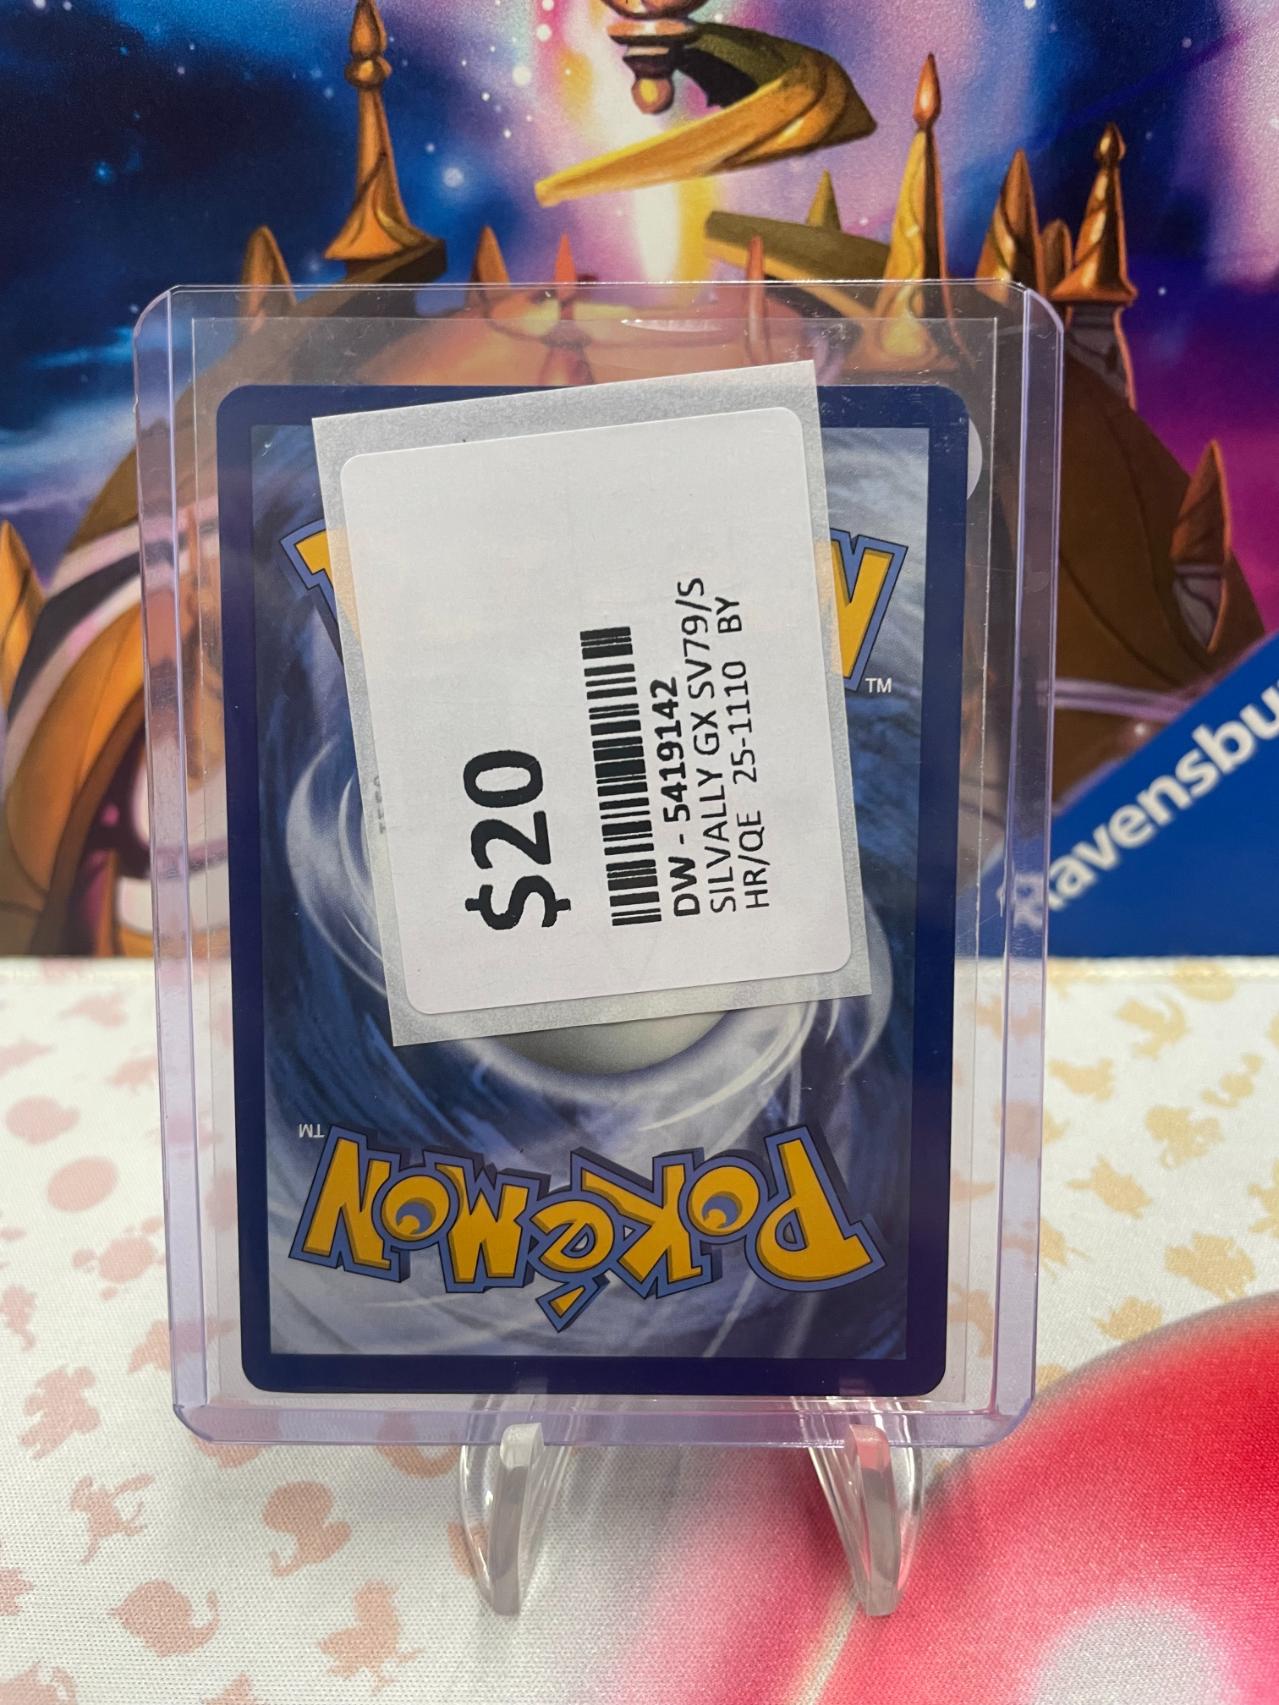 $20
DW - 5419142
SILVALLY GX SV79/S
HR/QE 25-1110 BY
TM
Ravensbu
TM
POKéMON